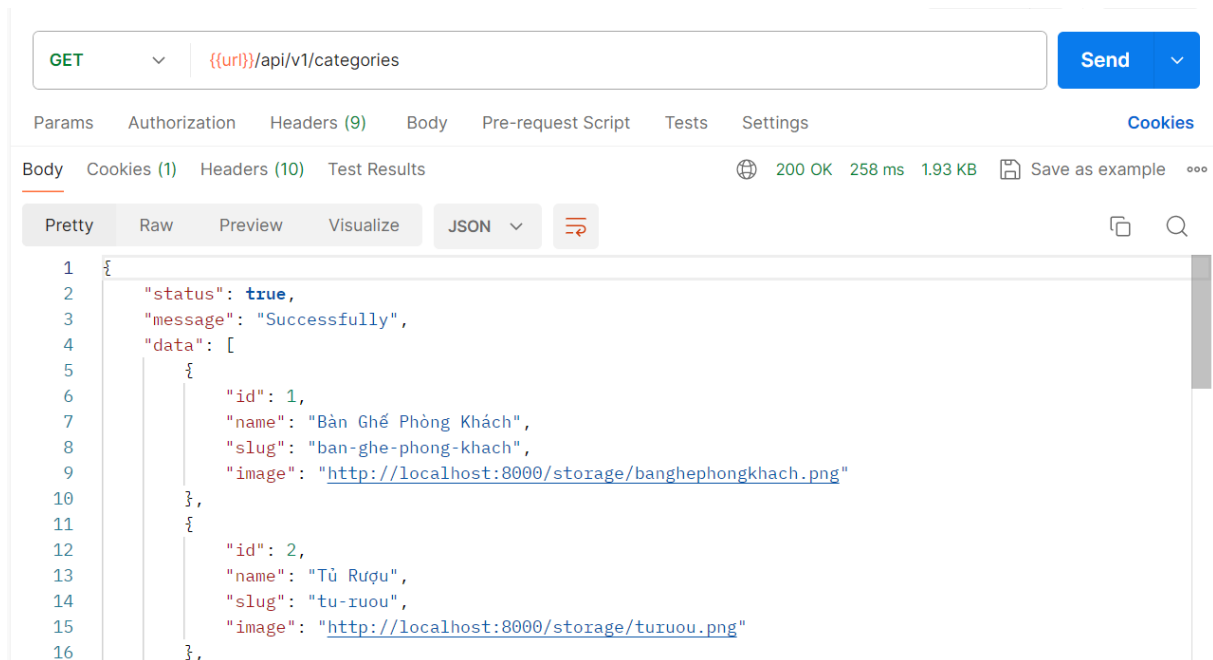 GET {{url}}/api/v1/categories Send
Params Authorization Headers (9) Body Pre-request Script Tests Settings Cookies
Body Cookies (1) Headers (10) Test Results 200 OK 258 ms 1.93 KB Save as example
Pretty Raw Preview Visualize JSON
1 {
2 "status": true,
3 "message": "Successfully",
4 "data": [
5 {
6 "id": 1,
7 "name": "Bàn Ghế Phòng Khách",
8 "slug": "ban-ghe-phong-khach",
9 "image": "http://localhost:8000/storage/banghephongkhach.png"
10 },
11 {
12 "id": 2,
13 "name": "Tủ Rượu",
14 "slug": "tu-ruou",
15 "image": "http://localhost:8000/storage/turuou.png"
16 },